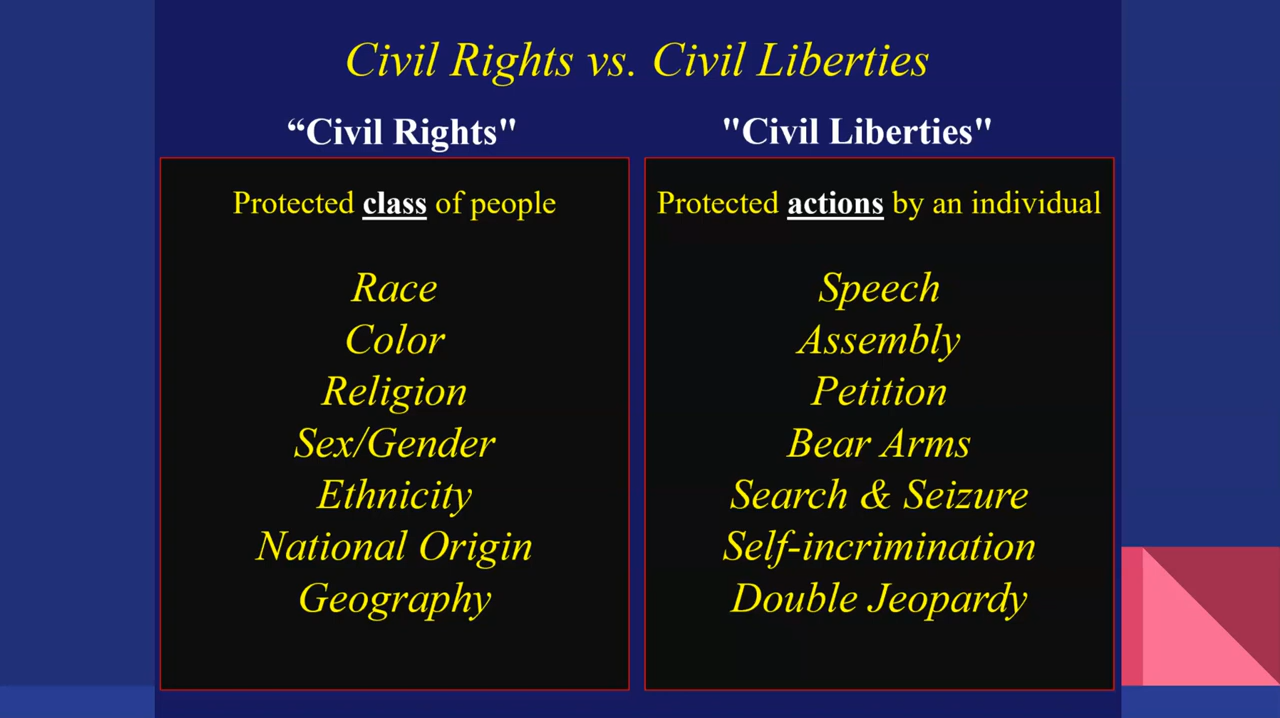 Civil Rights vs. Civil Liberties
“Civil Rights"
Protected class of people
Race
Color
Religion
Sex/Gender
Ethnicity
National Origin
Geography
"Civil Liberties"
Protected actions by an individual
Speech
Assembly
Petition
Bear Arms
Search & Seizure
Self-incrimination
Double Jeopardy